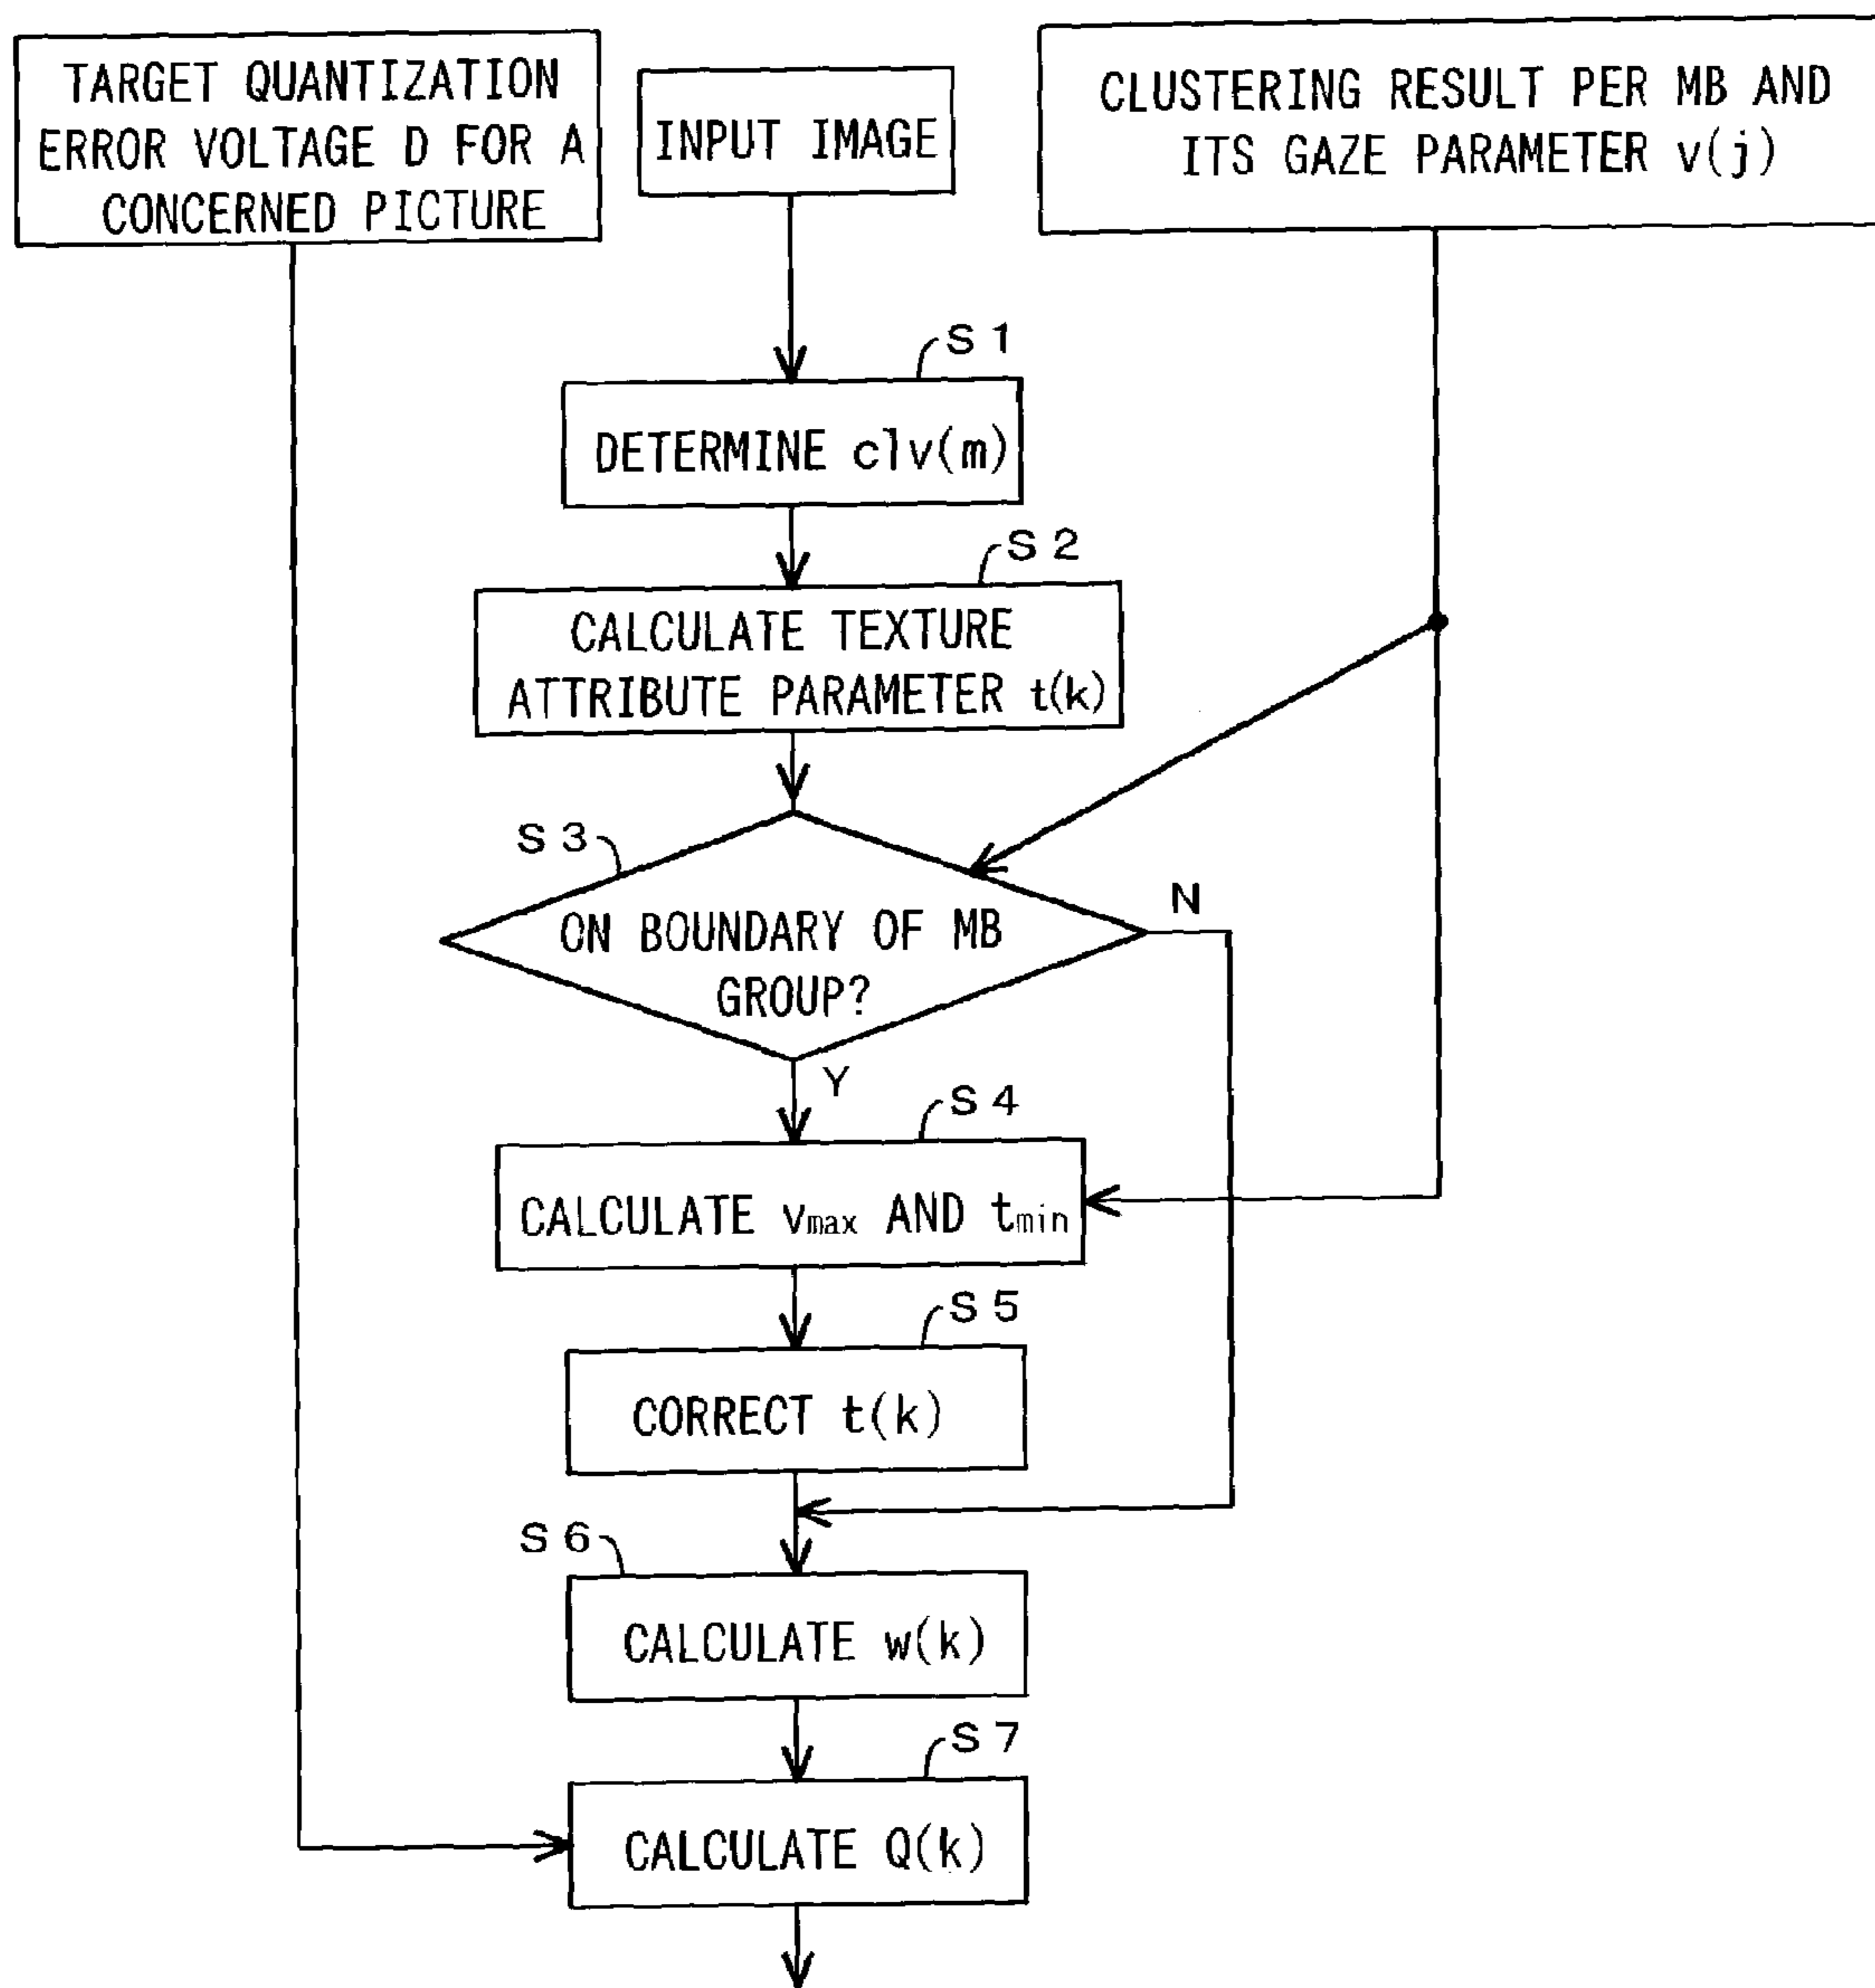 TARGET QUANTIZATION
ERROR VOLTAGE D FOR A
CONCERNED PICTURE
INPUT IMAGE
CLUSTERING RESULT PER MB AND
ITS GAZE PARAMETER v(j)
S1
DETERMINE clv(m)
S2
CALCULATE TEXTURE
ATTRIBUTE PARAMETER t(k)
S3
ON BOUNDARY OF MB
GROUP?
N
Y
S4
CALCULATE vmax AND tmin
S5
CORRECT t(k)
S6
CALCULATE w(k)
S7
CALCULATE Q(k)